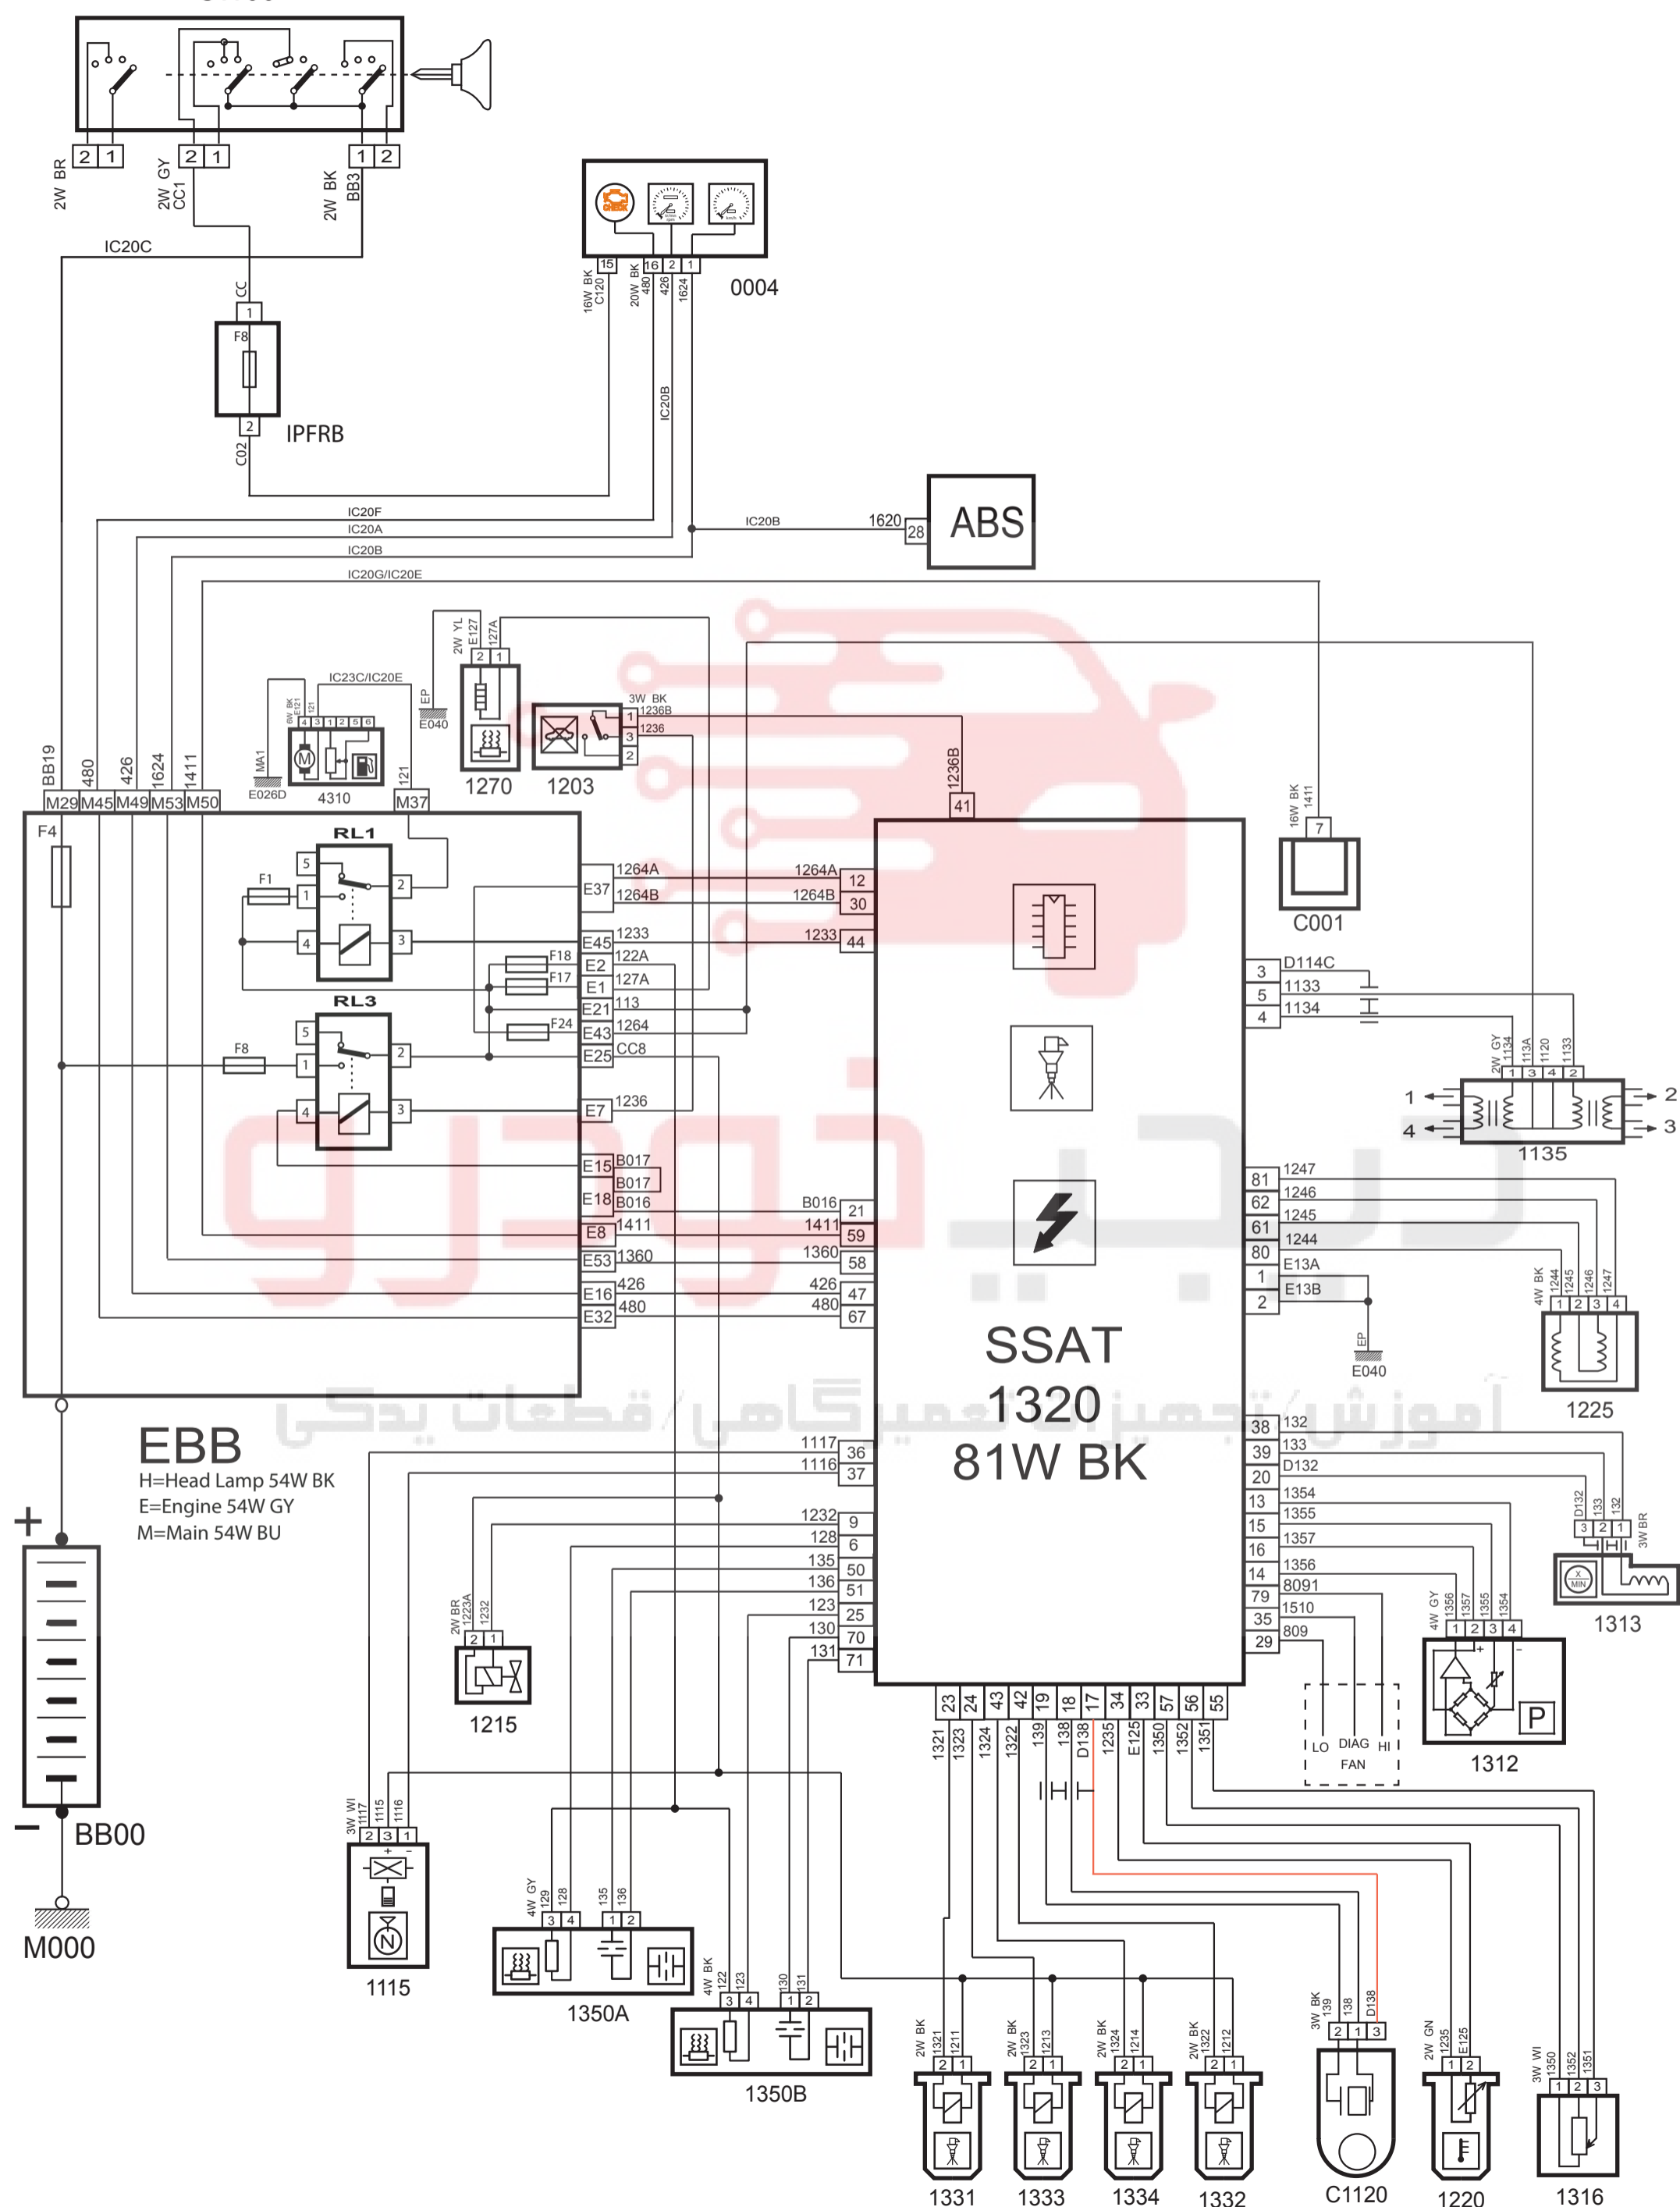 2 1
2 1
1 2
2W BR
2W GY
CC1
2W BK
BB3
IC20C
CC
1
F8
2
IPFRB
C02
CHECK
15
16 2 1
16W BK
C120
20W BK
480
426
1624
0004
IC20B
IC20F
IC20A
IC20B
IC20G/IC20E
IC20B
1620
28
ABS
BB19
480
426
1624
1411
M29 M45 M49 M53 M50
MA1
E026D
6W BK
E121
121
IC23C/IC20E
4 3 1 2 5 6
M
4310
121
M37
EP
E040
2W YL
E127
127A
2 1
1270
3W BK
1236B
1236
1
3
2
1203
1236B
41
16W BK
1411
7
C001
F4
RL1
F1
5
1
4
2
3
RL3
F8
5
1
4
2
3
F18
F17
F24
E37
E45
E2
E1
E21
E43
E25
E7
E15
E18
E8
E53
E16
E32
1264A
1264B
1233
122A
127A
113
1264
CC8
1236
B017
B017
B016
1411
1360
426
480
1264A
1264B
1233
B016
1411
1360
426
480
12
30
44
21
59
58
47
67
SSAT
1320
81W BK
3 D114C
5 1133
4 1134
2W GY
1134
113A
1120
1133
1 3 4 2
1
4
2
3
1135
81 1247
62 1246
61 1245
80 1244
1 E13A
2 E13B
EP
E040
4W BK
1244
1245
1246
1247
1 2 3 4
1225
دریچه خودرو
آموزش/تجهیزات تعمیرگاهی/قطعات یدکی
EBB
H=Head Lamp 54W BK
E=Engine 54W GY
M=Main 54W BU
+
−
BB00
M000
1117 36
1116 37
1232 9
128 6
135 50
136 51
123 25
130 70
131 71
38 132
39 133
20 D132
13 1354
15 1355
16 1357
14 1356
79 8091
35 1510
29 809
D132
133
132
3 2 1
3W BR
X
MIN
1313
4W GY
1356
1357
1355
1354
1 2 3 4
+ −
P
1312
LO DIAG HI
FAN
2W BR
1223A
1232
2 1
1215
3W WI
1117
1115
1116
2 3 1
+ −
N
1115
4W GY
129
128
135
136
3 4 1 2
1350A
4W BK
122
123
130
131
3 4 1 2
1350B
23 24 43 42 19 18 17 34 33 57 56 55
1321
1323
1324
1322
139
138
D138
1235
E125
1350
1352
1351
2W BK
1321
1211
2 1
1331
2W BK
1323
1213
2 1
1333
2W BK
1324
1214
2 1
1334
2W BK
1322
1212
2 1
1332
3W BK
139
138
D138
2 1 3
C1120
2W GN
1235
E125
1 2
1220
3W WI
1350
1352
1351
1 2 3
1316